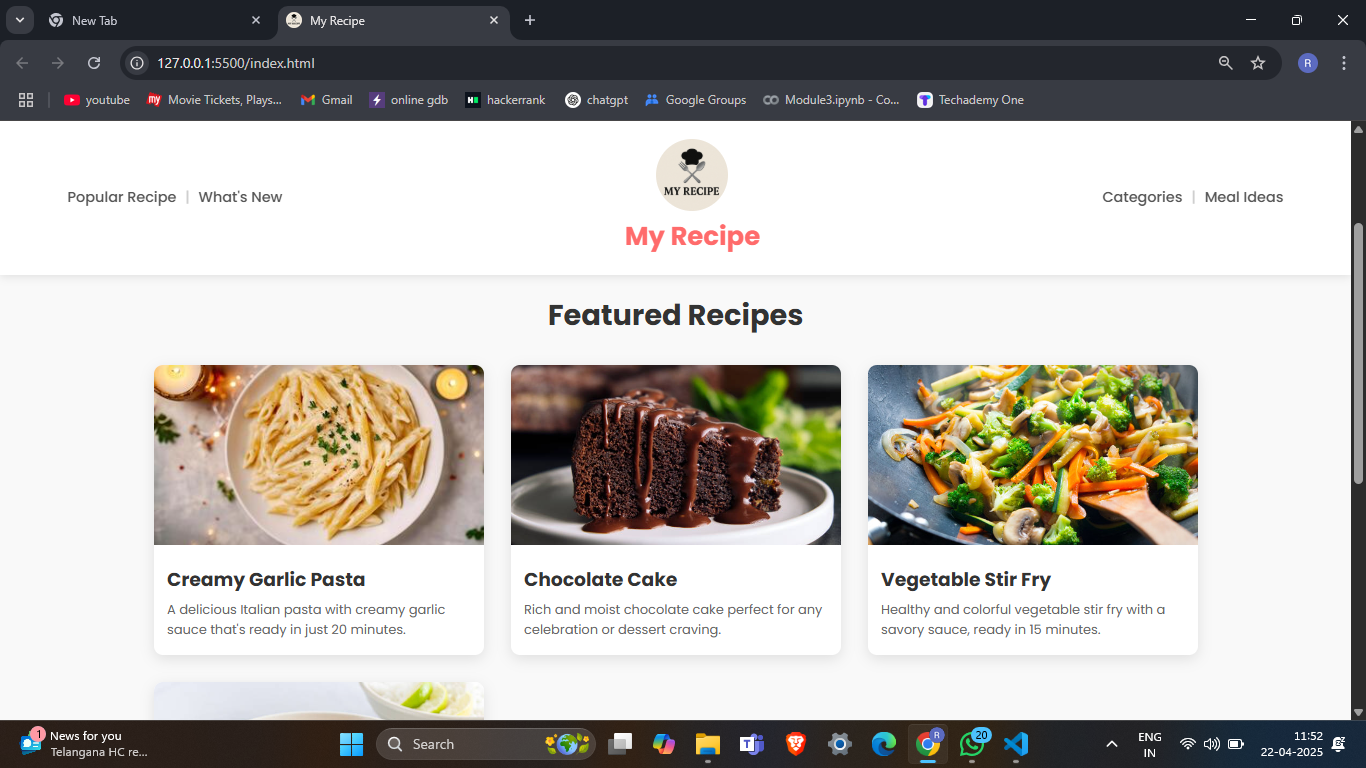 New Tab
My Recipe
127.0.0.1:5500/index.html
R
youtube
my Movie Tickets, Plays...
Gmail
online gdb
hackerrank
chatgpt
Google Groups
Module3.ipynb - Co...
Techademy One
Popular Recipe | What's New
MY RECIPE
My Recipe
Categories | Meal Ideas
Featured Recipes
Creamy Garlic Pasta
A delicious Italian pasta with creamy garlic
sauce that's ready in just 20 minutes.
Chocolate Cake
Rich and moist chocolate cake perfect for any
celebration or dessert craving.
Vegetable Stir Fry
Healthy and colorful vegetable stir fry with a
savory sauce, ready in 15 minutes.
1
News for you
Telangana HC re...
Search
R
20
ENG
IN
11:52
22-04-2025